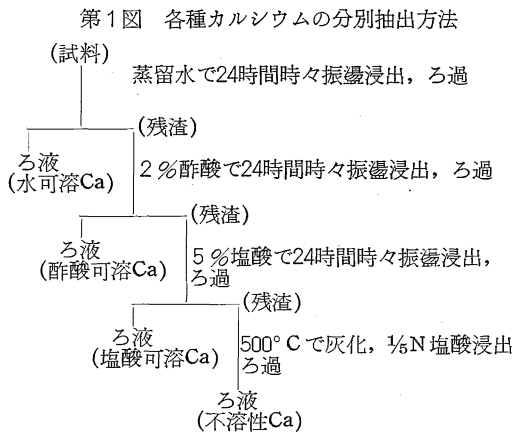 第1図 各種カルシウムの分別抽出方法
(試料)
蒸留水で24時間時々振盪浸出，ろ過
(残渣)
ろ液
(水可溶Ca)
2％酢酸で24時間時々振盪浸出，ろ過
(残渣)
ろ液
(酢酸可溶Ca)
5％塩酸で24時間時々振盪浸出，
ろ過
(残渣)
ろ液
(塩酸可溶Ca)
500°Cで灰化，⅕N塩酸浸出
ろ過
ろ液
(不溶性Ca)